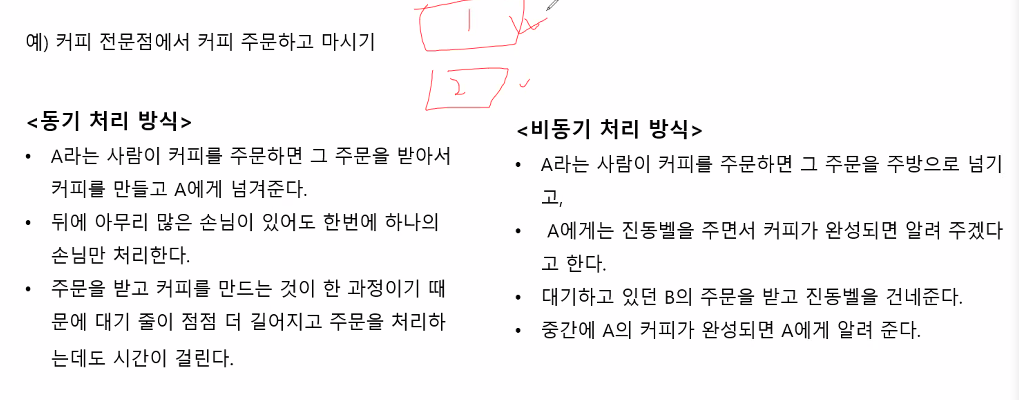 1
예) 커피 전문점에서 커피 주문하고 마시기
2
<동기 처리 방식>
• A라는 사람이 커피를 주문하면 그 주문을 받아서
커피를 만들고 A에게 넘겨준다.
• 뒤에 아무리 많은 손님이 있어도 한번에 하나의
손님만 처리한다.
• 주문을 받고 커피를 만드는 것이 한 과정이기 때
문에 대기 줄이 점점 더 길어지고 주문을 처리하
는데도 시간이 걸린다.
<비동기 처리 방식>
• A라는 사람이 커피를 주문하면 그 주문을 주방으로 넘기
고,
• A에게는 진동벨을 주면서 커피가 완성되면 알려 주겠다
고 한다.
• 대기하고 있던 B의 주문을 받고 진동벨을 건네준다.
• 중간에 A의 커피가 완성되면 A에게 알려 준다.